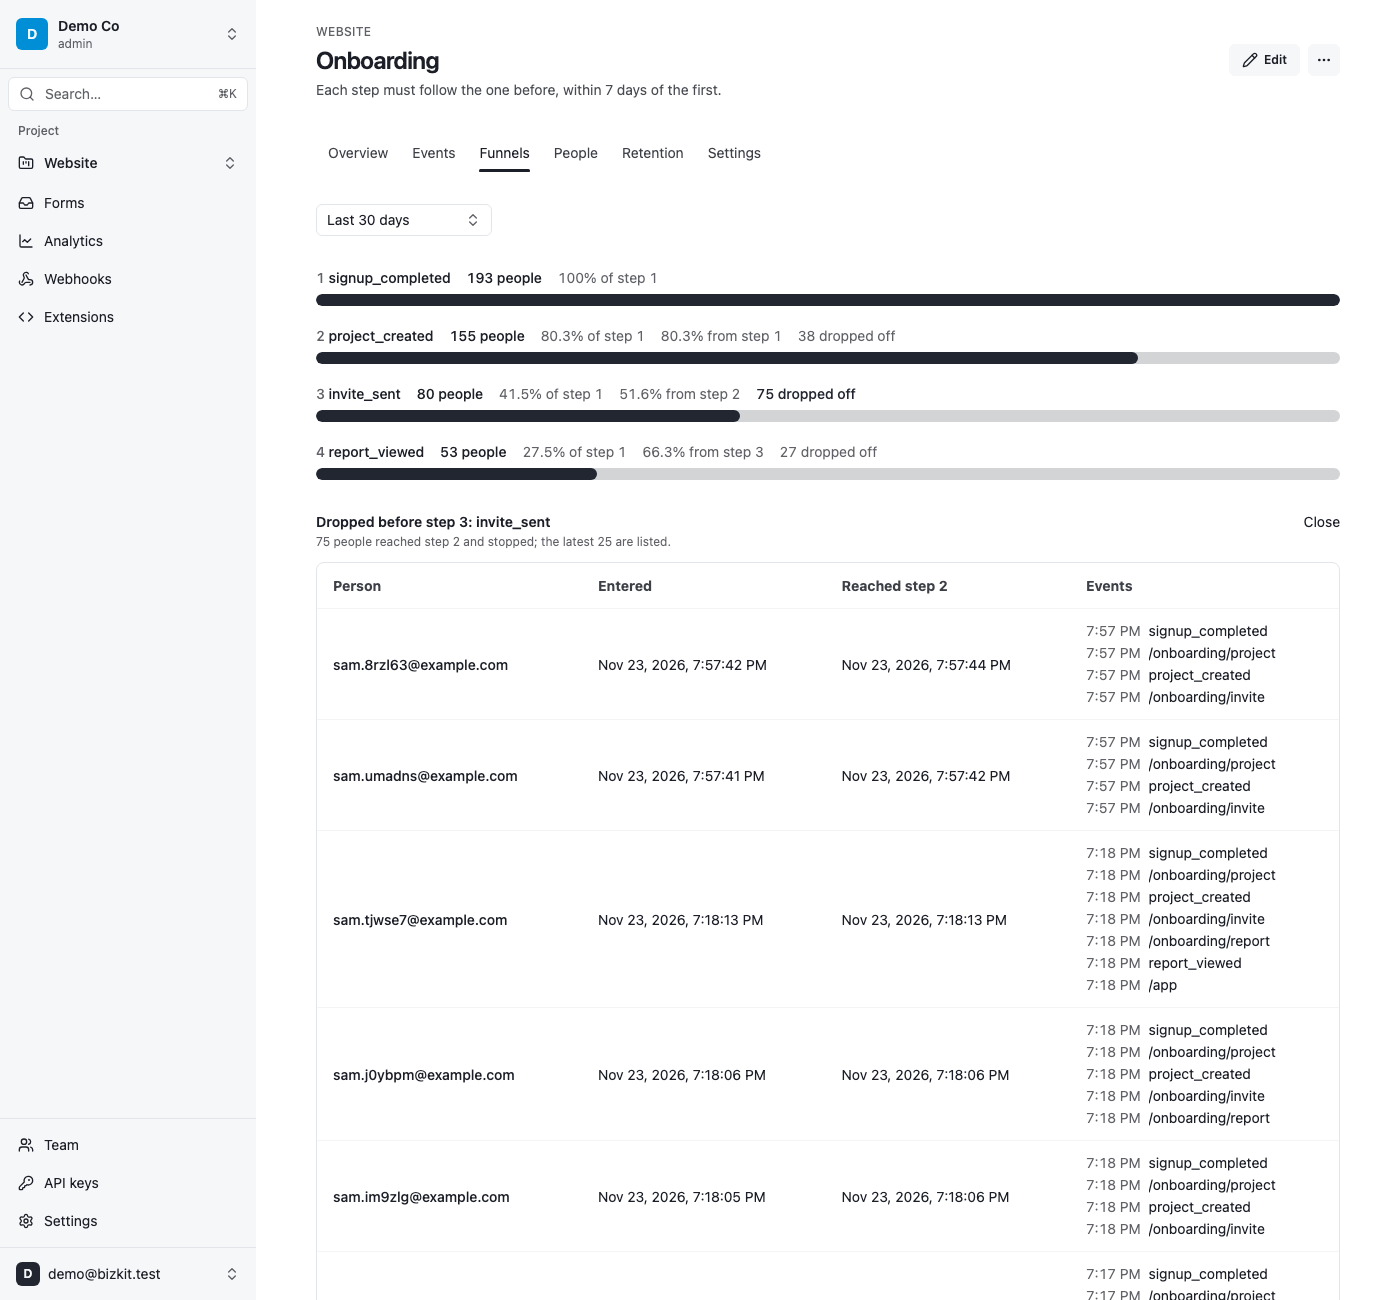 D
Demo Co
admin
Search...
⌘K
Project
Website
Forms
Analytics
Webhooks
Extensions
Team
API keys
Settings
D
demo@bizkit.test
WEBSITE
Onboarding
Each step must follow the one before, within 7 days of the first.
Edit
Overview Events Funnels People Retention Settings
Last 30 days
1 signup_completed 193 people 100% of step 1
2 project_created 155 people 80.3% of step 1 80.3% from step 1 38 dropped off
3 invite_sent 80 people 41.5% of step 1 51.6% from step 2 75 dropped off
4 report_viewed 53 people 27.5% of step 1 66.3% from step 3 27 dropped off
Dropped before step 3: invite_sent
Close
75 people reached step 2 and stopped; the latest 25 are listed.
Person Entered Reached step 2 Events
sam.8rzl63@example.com Nov 23, 2026, 7:57:42 PM Nov 23, 2026, 7:57:44 PM
7:57 PM signup_completed
7:57 PM /onboarding/project
7:57 PM project_created
7:57 PM /onboarding/invite
sam.umadns@example.com Nov 23, 2026, 7:57:41 PM Nov 23, 2026, 7:57:42 PM
7:57 PM signup_completed
7:57 PM /onboarding/project
7:57 PM project_created
7:57 PM /onboarding/invite
sam.tjwse7@example.com Nov 23, 2026, 7:18:13 PM Nov 23, 2026, 7:18:13 PM
7:18 PM signup_completed
7:18 PM /onboarding/project
7:18 PM project_created
7:18 PM /onboarding/invite
7:18 PM /onboarding/report
7:18 PM report_viewed
7:18 PM /app
sam.j0ybpm@example.com Nov 23, 2026, 7:18:06 PM Nov 23, 2026, 7:18:06 PM
7:18 PM signup_completed
7:18 PM /onboarding/project
7:18 PM project_created
7:18 PM /onboarding/invite
7:18 PM /onboarding/report
sam.im9zlg@example.com Nov 23, 2026, 7:18:05 PM Nov 23, 2026, 7:18:06 PM
7:18 PM signup_completed
7:18 PM /onboarding/project
7:18 PM project_created
7:18 PM /onboarding/invite
7:17 PM signup_completed
7:17 PM /onboarding/project